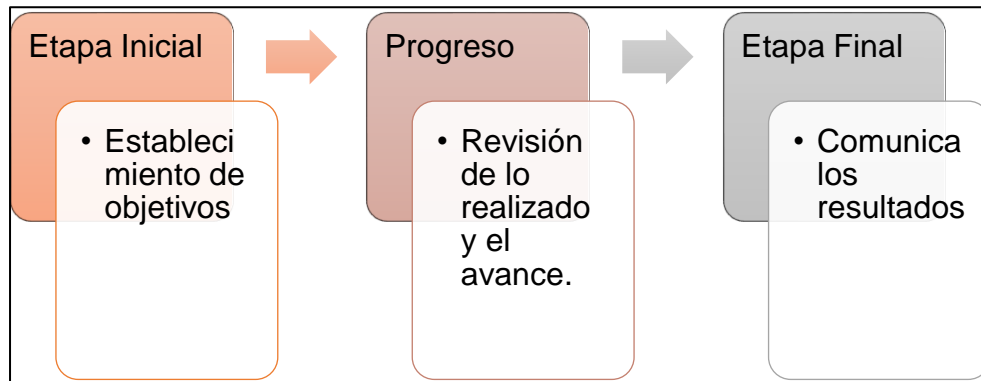 Etapa Inicial
• Estableci
miento de
objetivos
Progreso
• Revisión
de lo
realizado
y el
avance.
Etapa Final
• Comunica
los
resultados